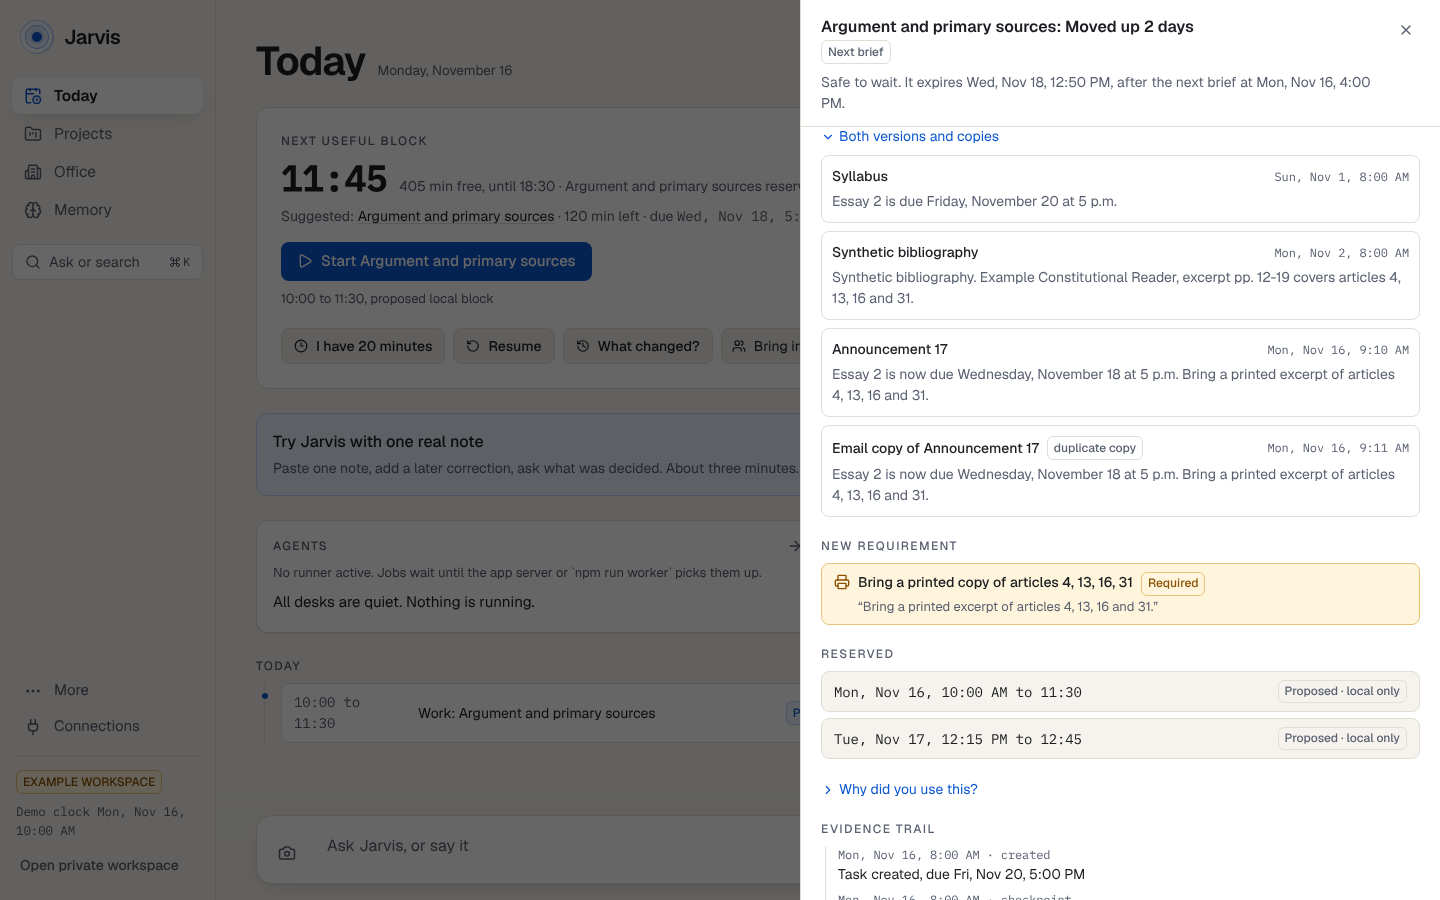 Jarvis
Today
Projects
Office
Memory
Ask or search ⌘K
More
Connections
EXAMPLE WORKSPACE
Demo clock Mon, Nov 16,
10:00 AM
Open private workspace
Today Monday, November 16
NEXT USEFUL BLOCK
11:45 405 min free, until 18:30 · Argument and primary sources reserv
Suggested: Argument and primary sources · 120 min left · due Wed, Nov 18, 5:
Start Argument and primary sources
10:00 to 11:30, proposed local block
I have 20 minutes
Resume
What changed?
Bring in
Try Jarvis with one real note
Paste one note, add a later correction, ask what was decided. About three minutes.
AGENTS
No runner active. Jobs wait until the app server or `npm run worker` picks them up.
All desks are quiet. Nothing is running.
TODAY
10:00 to
11:30
Work: Argument and primary sources
P
Ask Jarvis, or say it
Argument and primary sources: Moved up 2 days
Next brief
Safe to wait. It expires Wed, Nov 18, 12:50 PM, after the next brief at Mon, Nov 16, 4:00
PM.
Both versions and copies
Syllabus Sun, Nov 1, 8:00 AM
Essay 2 is due Friday, November 20 at 5 p.m.
Synthetic bibliography Mon, Nov 2, 8:00 AM
Synthetic bibliography. Example Constitutional Reader, excerpt pp. 12-19 covers articles 4,
13, 16 and 31.
Announcement 17 Mon, Nov 16, 9:10 AM
Essay 2 is now due Wednesday, November 18 at 5 p.m. Bring a printed excerpt of articles
4, 13, 16 and 31.
Email copy of Announcement 17 duplicate copy Mon, Nov 16, 9:11 AM
Essay 2 is now due Wednesday, November 18 at 5 p.m. Bring a printed excerpt of articles
4, 13, 16 and 31.
NEW REQUIREMENT
Bring a printed copy of articles 4, 13, 16, 31 Required
“Bring a printed excerpt of articles 4, 13, 16 and 31.”
RESERVED
Mon, Nov 16, 10:00 AM to 11:30 Proposed · local only
Tue, Nov 17, 12:15 PM to 12:45 Proposed · local only
Why did you use this?
EVIDENCE TRAIL
Mon, Nov 16, 8:00 AM · created
Task created, due Fri, Nov 20, 5:00 PM
Mon, Nov 16, 8:00 AM · checkpoint